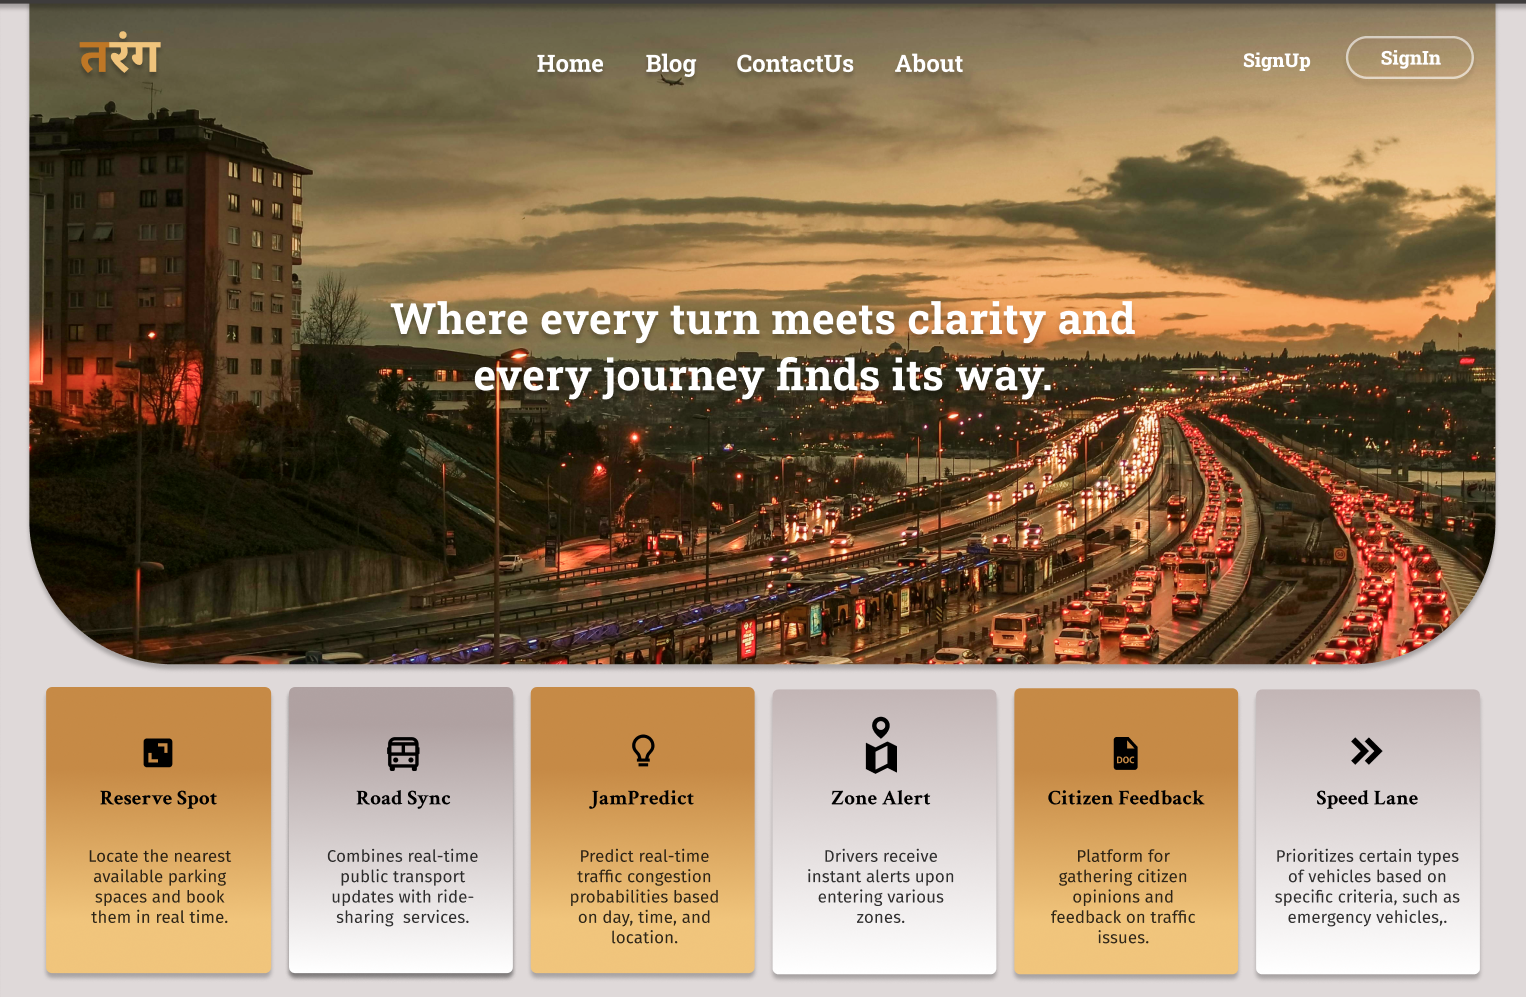 तरंग
Home Blog ContactUs About
SignUp SignIn
Where every turn meets clarity and
every journey finds its way.
Reserve Spot
Locate the nearest
available parking
spaces and book
them in real time.
Road Sync
Combines real-time
public transport
updates with ride-
sharing  services.
JamPredict
Predict real-time
traffic congestion
probabilities based
on day, time, and
location.
Zone Alert
Drivers receive
instant alerts upon
entering various
zones.
DOC
Citizen Feedback
Platform for
gathering citizen
opinions and
feedback on traffic
issues.
Speed Lane
Prioritizes certain types
of vehicles based on
specific criteria, such as
emergency vehicles,.